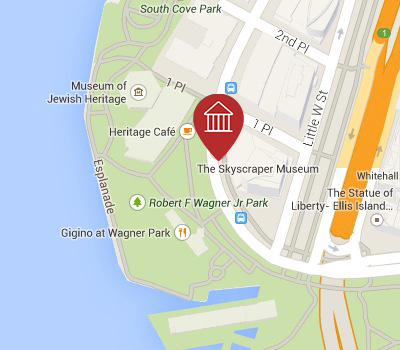 South Cove Park
2nd Pl
1
Museum of
Jewish Heritage
1 Pl
Little W St
Heritage Café
1 Pl
The Skyscraper Museum
Whitehall
Esplanade
The Statue of
Liberty- Ellis Island...
Robert F Wagner Jr Park
Gigino at Wagner Park